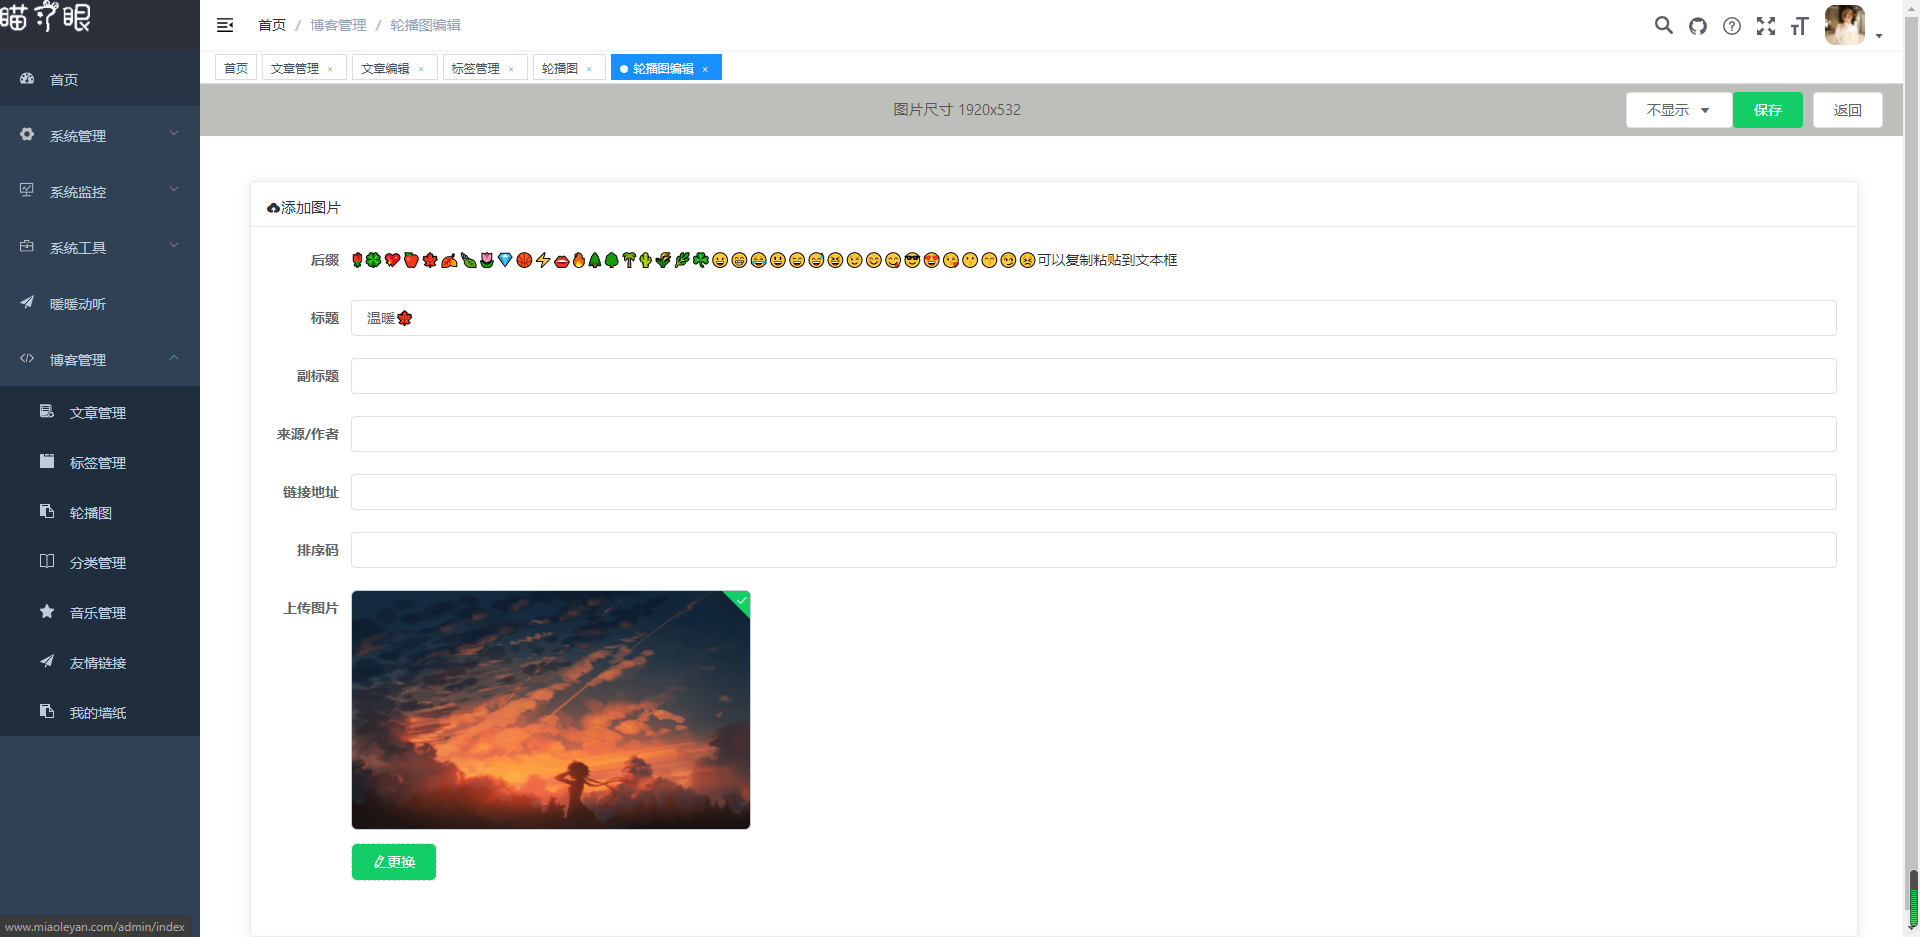 瞄了眼
首页 / 博客管理 / 轮播图编辑
首页
文章管理 ×
文章编辑 ×
标签管理 ×
轮播图 ×
轮播图编辑 ×
图片尺寸 1920x532
不显示
保存
返回
首页
系统管理
系统监控
系统工具
暖暖动听
博客管理
文章管理
标签管理
轮播图
分类管理
音乐管理
友情链接
我的墙纸
添加图片
后缀 🌹🍀💖🍎🍁🍂🍃🌷💎🏀⚡👄🔥🌲🌳🌴🌵🌿🌾☘😀😁😂😃😄😅😆😉😊😋😎😍😘😗😙😏😣可以复制粘贴到文本框
标题 温暖🍁
副标题
来源/作者
链接地址
排序码
上传图片
更换
www.miaoleyan.com/admin/index